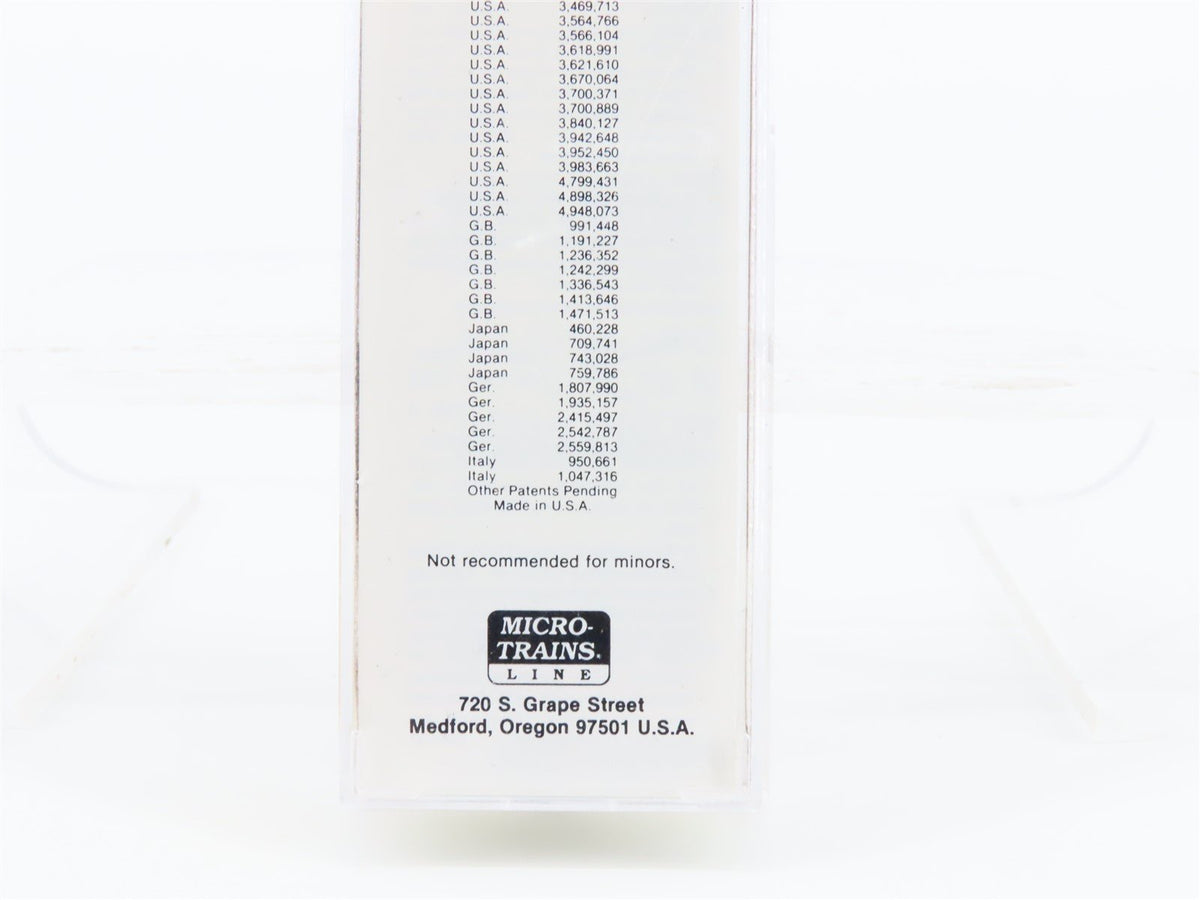 U.S.A. 3,469,713
U.S.A. 3,564,766
U.S.A. 3,566,104
U.S.A. 3,618,991
U.S.A. 3,621,610
U.S.A. 3,670,064
U.S.A. 3,700,371
U.S.A. 3,700,889
U.S.A. 3,840,127
U.S.A. 3,942,648
U.S.A. 3,952,450
U.S.A. 3,983,663
U.S.A. 4,799,431
U.S.A. 4,898,326
U.S.A. 4,948,073
G.B. 991,448
G.B. 1,191,227
G.B. 1,236,352
G.B. 1,242,299
G.B. 1,336,543
G.B. 1,413,646
G.B. 1,471,513
Japan 460,228
Japan 709,741
Japan 743,028
Japan 759,786
Ger. 1,807,990
Ger. 1,935,157
Ger. 2,415,497
Ger. 2,542,787
Ger. 2,559,813
Italy 950,661
Italy 1,047,316
Other Patents Pending
Made in U.S.A.
Not recommended for minors.
MICRO-
TRAINS®
LINE
720 S. Grape Street
Medford, Oregon 97501 U.S.A.